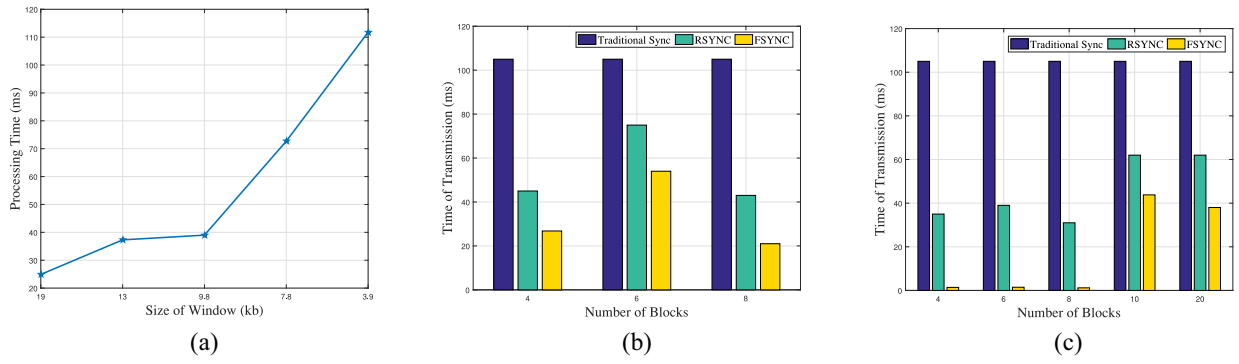 120
110
100
90
80
70
60
50
40
30
20
Processing Time (ms)
19 13 9.8 7.8 3.9
Size of Window (kb)
(a)
Traditional Sync RSYNC FSYNC
120
100
80
60
40
20
0
Time of Transmission (ms)
4 6 8
Number of Blocks
(b)
Traditional Sync RSYNC FSYNC
120
100
80
60
40
20
0
Time of Transmission (ms)
4 6 8 10 20
Number of Blocks
(c)